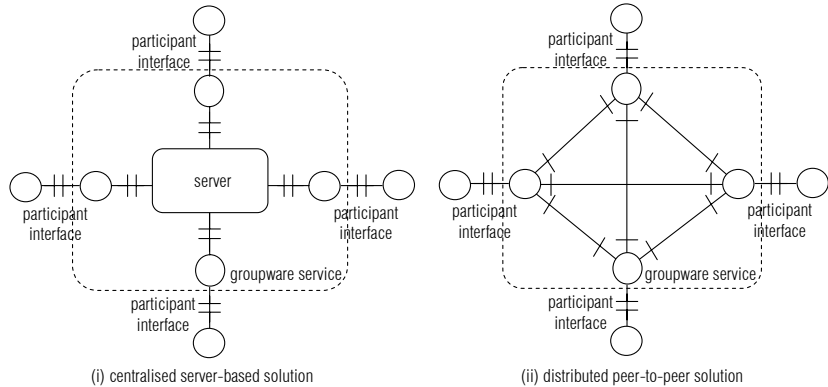 participant
interface
server
participant
interface
participant
interface
groupware service
participant
interface
(i) centralised server-based solution
participant
interface
participant
interface
participant
interface
groupware service
participant
interface
(ii) distributed peer-to-peer solution